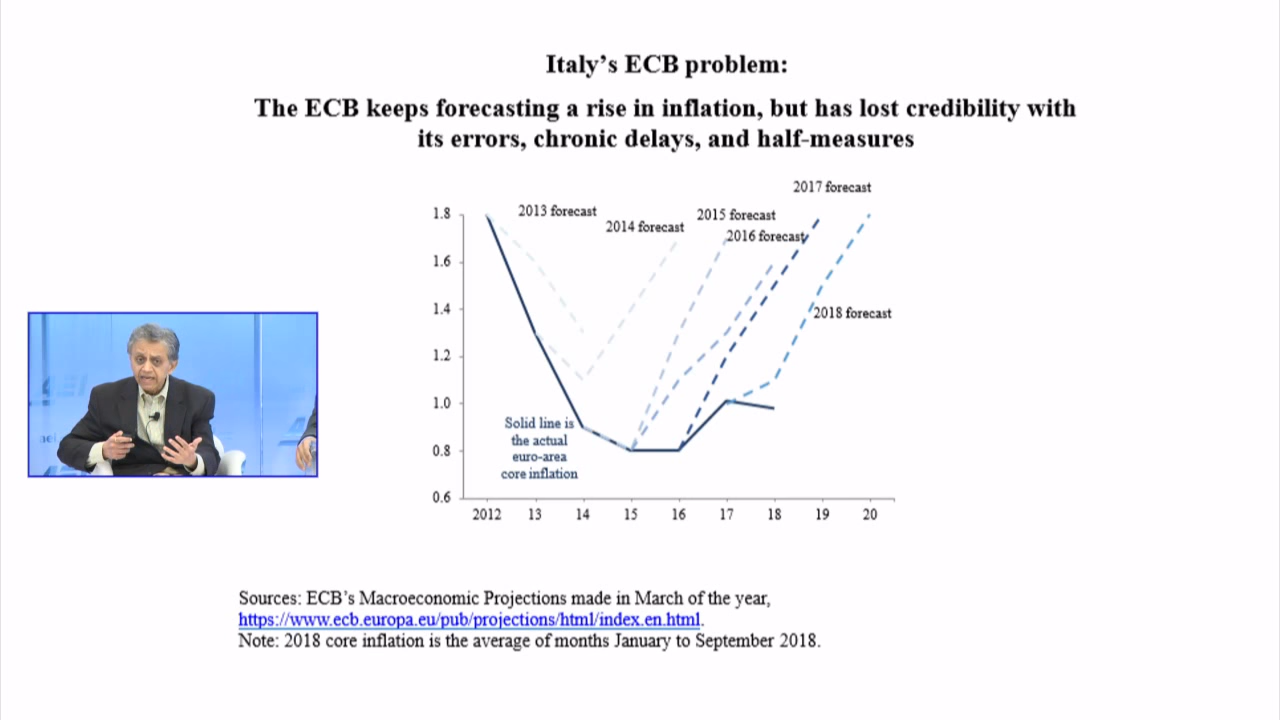 Italy's ECB problem:
The ECB keeps forecasting a rise in inflation, but has lost credibility with
its errors, chronic delays, and half-measures
2017 forecast
1.8
2013 forecast
2014 forecast
2015 forecast
2016 forecast
1.6
1.4
2018 forecast
1.2
1.0
Solid line is
the actual
euro-area
core inflation
0.8
0.6
2012 13 14 15 16 17 18 19 20
Sources: ECB's Macroeconomic Projections made in March of the year,
https://www.ecb.europa.eu/pub/projections/html/index.en.html.
Note: 2018 core inflation is the average of months January to September 2018.